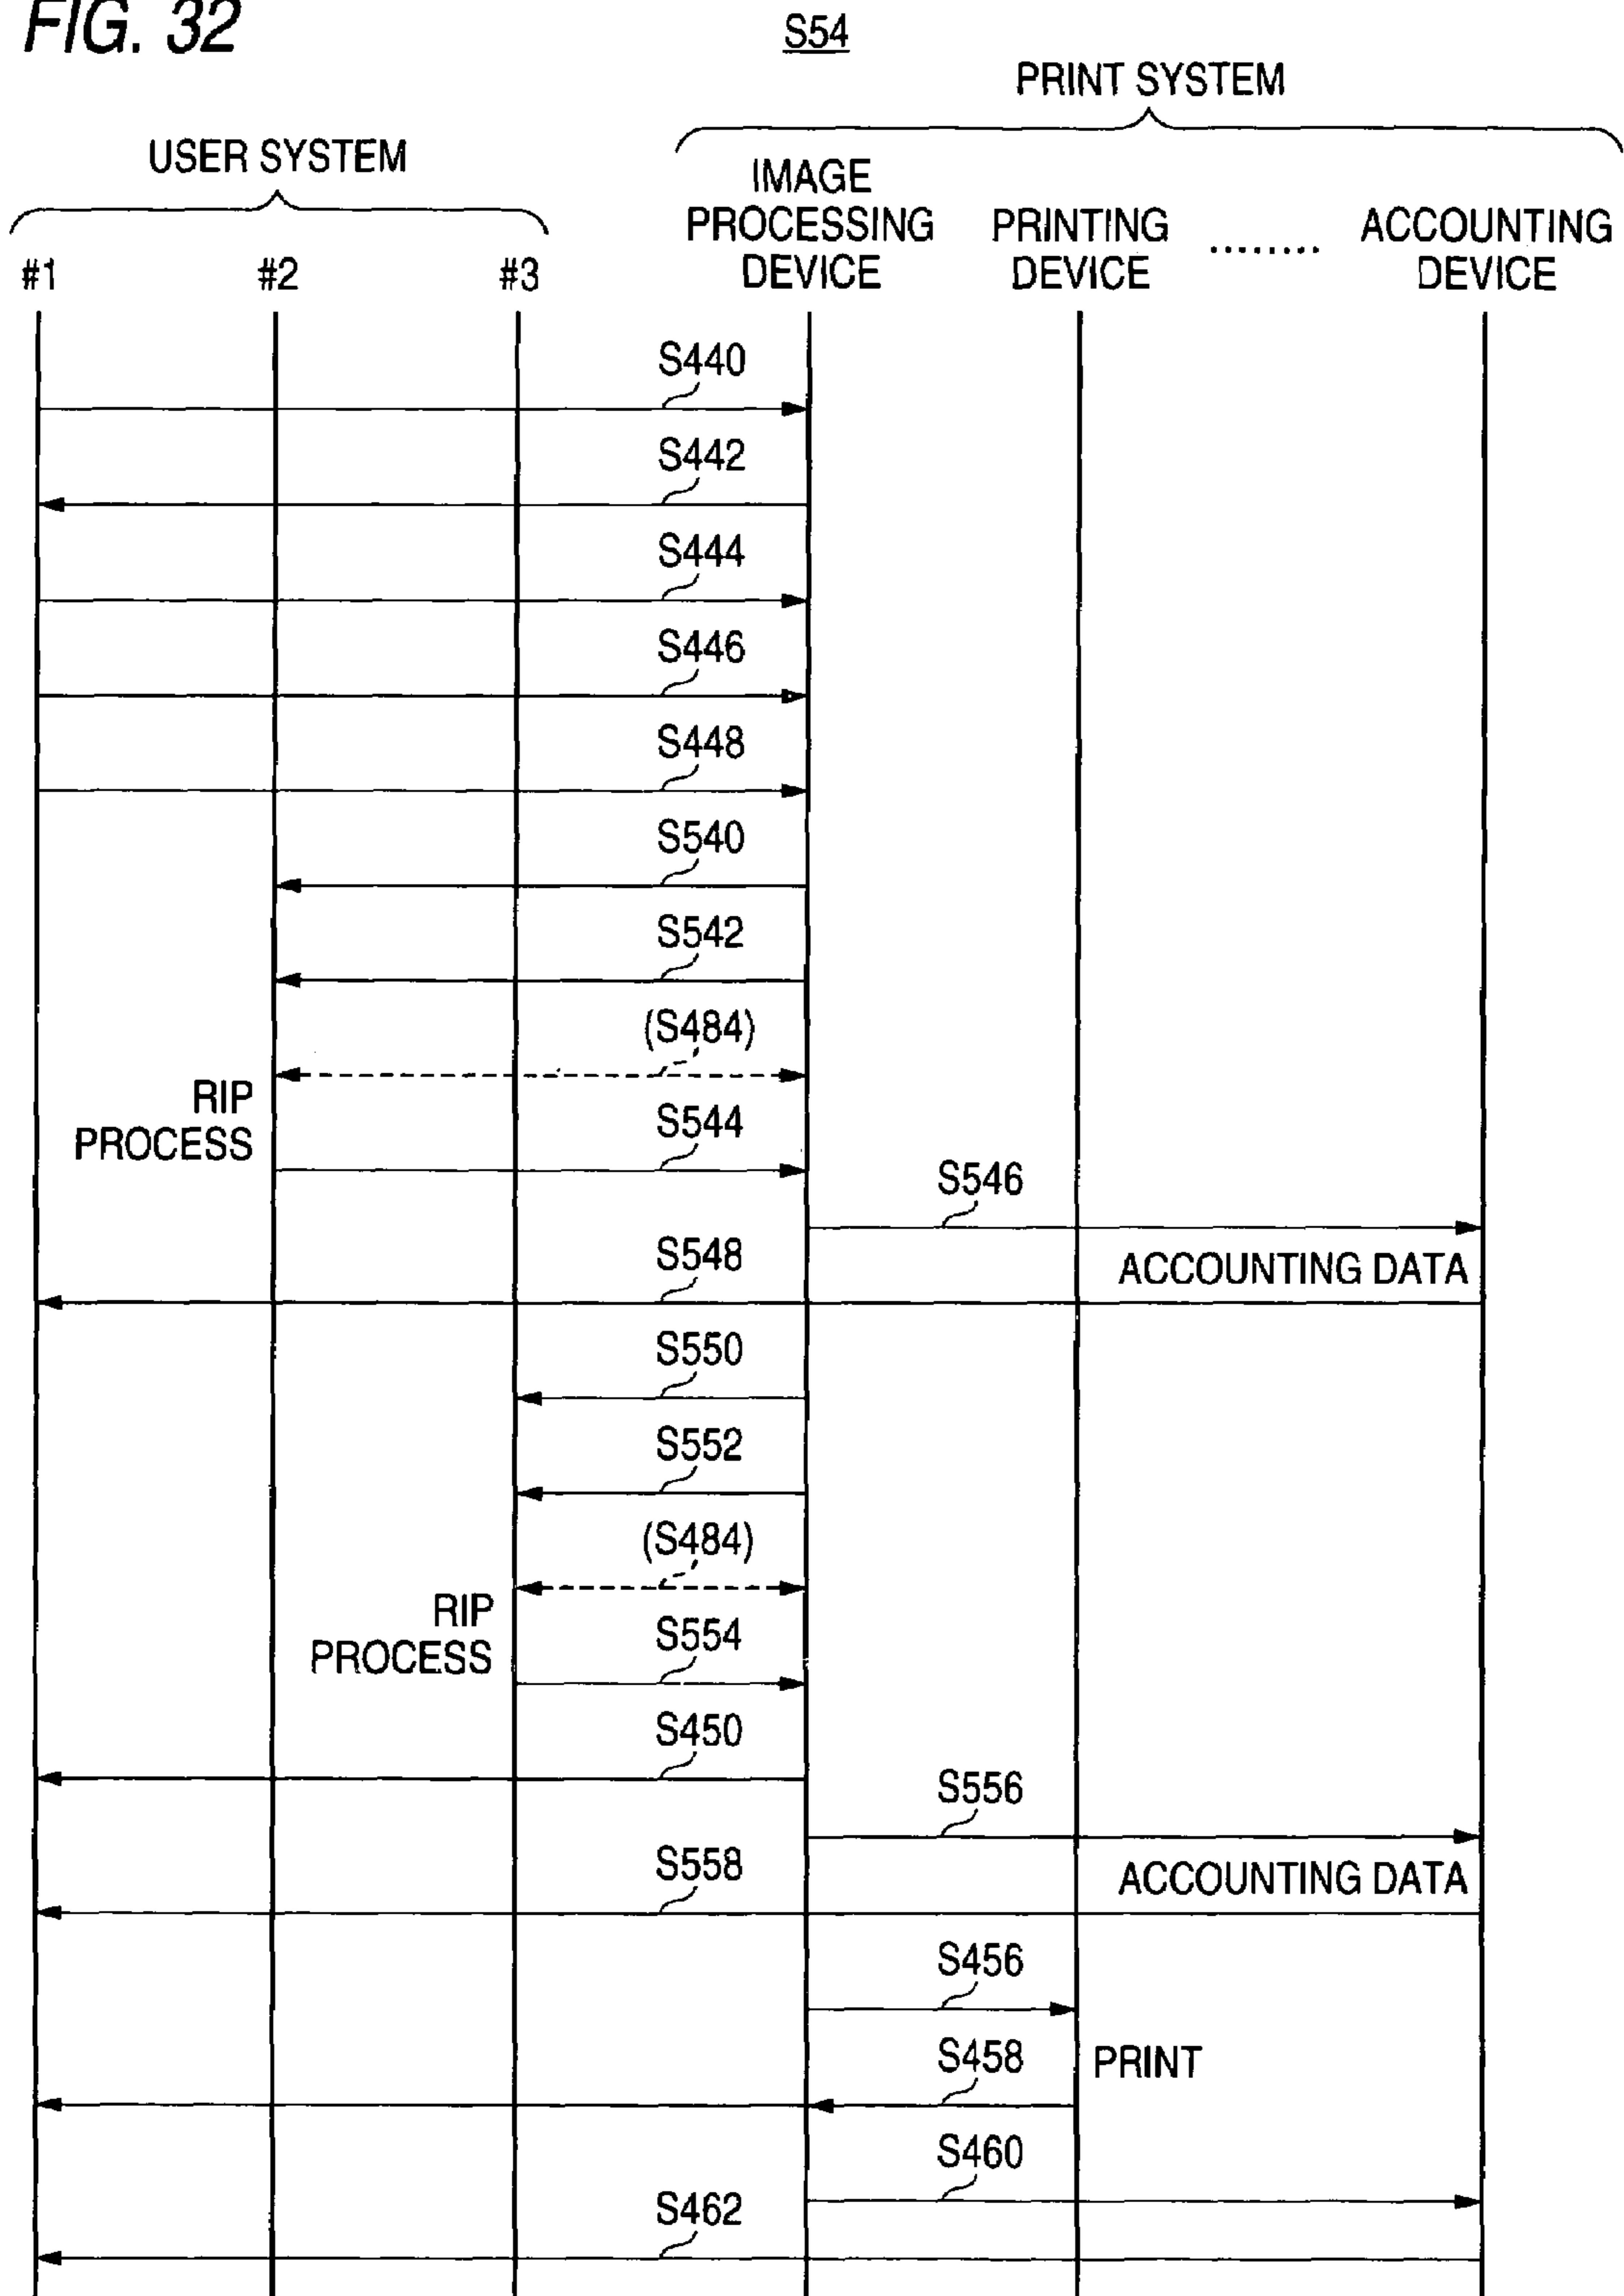 FIG. 32
S54
PRINT SYSTEM
USER SYSTEM
IMAGE
PROCESSING
DEVICE
PRINTING
DEVICE
........
ACCOUNTING
DEVICE
#1
#2
#3
S440
S442
S444
S446
S448
S540
S542
(S484)
RIP
PROCESS
S544
S546
S548
ACCOUNTING DATA
S550
S552
(S484)
RIP
PROCESS
S554
S450
S556
S558
ACCOUNTING DATA
S456
S458
PRINT
S460
S462